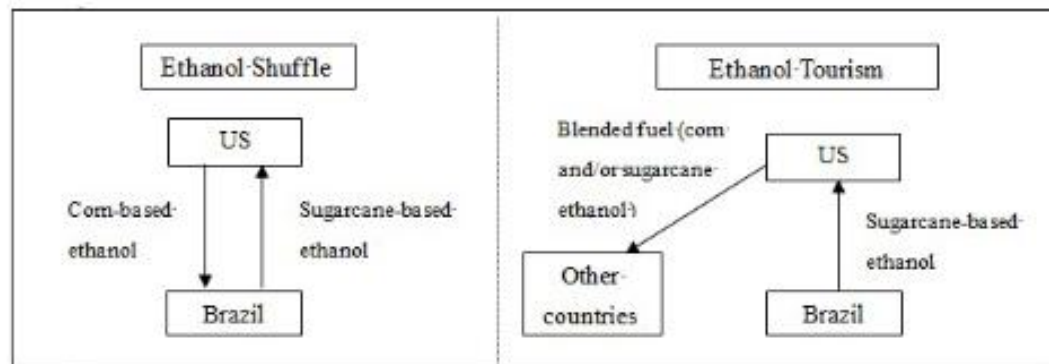 Ethanol-Shuffle
US
Corn-based-
ethanol
Sugarcane-based-
ethanol
Brazil
Ethanol-Tourism
Blended fuel (corn-
and/or sugarcane-
ethanol-)
US
Sugarcane-based-
ethanol
Other-
countries
Brazil